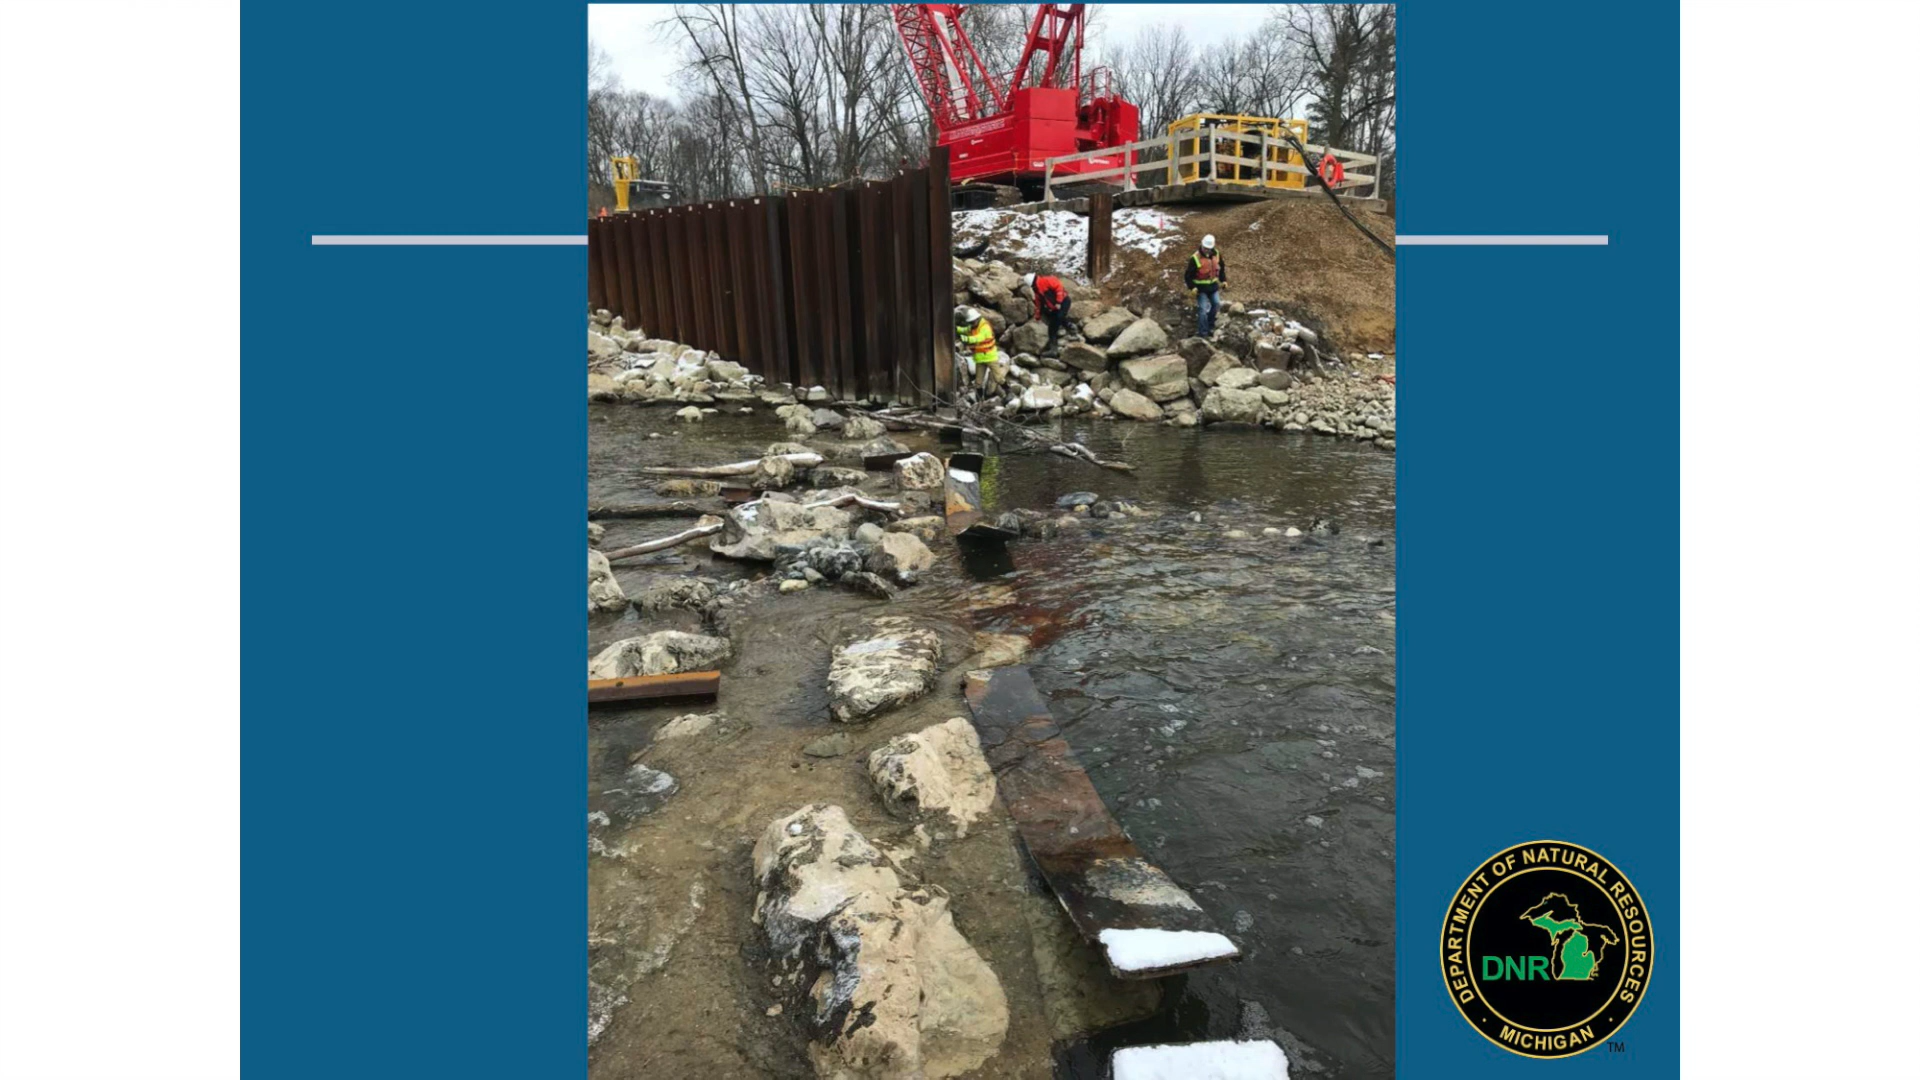 DEPARTMENT OF NATURAL RESOURCES
DNR
MICHIGAN
TM